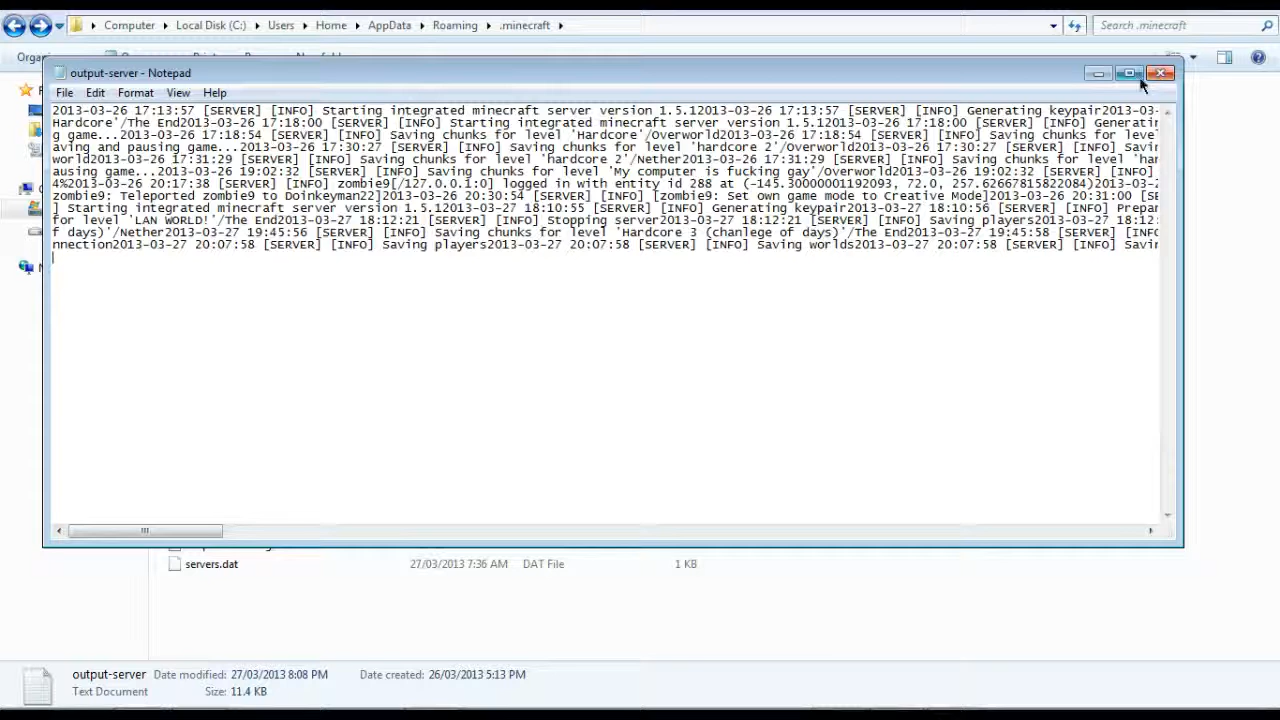 Computer Local Disk (C:) Users Home AppData Roaming .minecraft Search .minecraft
output-server - Notepad
File Edit Format View Help
2013-03-26 17:13:57 [SERVER] [INFO] Starting integrated minecraft server version 1.5.12013-03-26 17:13:57 [SERVER] [INFO] Generating keypair2013-03-
Hardcore'/The End2013-03-26 17:18:00 [SERVER] [INFO] Starting integrated minecraft server version 1.5.12013-03-26 17:18:00 [SERVER] [INFO] Generatin
g game...2013-03-26 17:18:54 [SERVER] [INFO] Saving chunks for level 'Hardcore'/Overworld2013-03-26 17:18:54 [SERVER] [INFO] Saving chunks for leve
aving and pausing game...2013-03-26 17:30:27 [SERVER] [INFO] Saving chunks for level 'hardcore 2'/Overworld2013-03-26 17:30:27 [SERVER] [INFO] Savin
world2013-03-26 17:31:29 [SERVER] [INFO] Saving chunks for level 'hardcore 2'/Nether2013-03-26 17:31:29 [SERVER] [INFO] Saving chunks for level 'har
ausing game...2013-03-26 19:02:32 [SERVER] [INFO] Saving chunks for level 'My computer is fucking gay'/Overworld2013-03-26 19:02:32 [SERVER] [INFO]
4%2013-03-26 20:17:38 [SERVER] [INFO] zombie9[/127.0.0.1:0] logged in with entity id 288 at (-145.30000001192093, 72.0, 257.62667815822084)2013-03-2
zombie9: Teleported zombie9 to Doinkeyman22]2013-03-26 20:30:54 [SERVER] [INFO] [zombie9: Set own game mode to Creative Mode]2013-03-26 20:31:00 [SE
] Starting integrated minecraft server version 1.5.12013-03-27 18:10:55 [SERVER] [INFO] Generating keypair2013-03-27 18:10:56 [SERVER] [INFO] Prepar
for level 'LAN WORLD!'/The End2013-03-27 18:12:21 [SERVER] [INFO] Stopping server2013-03-27 18:12:21 [SERVER] [INFO] Saving players2013-03-27 18:12:
f days)'/Nether2013-03-27 19:45:56 [SERVER] [INFO] Saving chunks for level 'Hardcore 3 (chanlege of days)'/The End2013-03-27 19:45:58 [SERVER] [INFO
nnection2013-03-27 20:07:58 [SERVER] [INFO] Saving players2013-03-27 20:07:58 [SERVER] [INFO] Saving worlds2013-03-27 20:07:58 [SERVER] [INFO] Savin
servers.dat 27/03/2013 7:36 AM DAT File 1 KB
output-server Date modified: 27/03/2013 8:08 PM Date created: 26/03/2013 5:13 PM
Text Document Size: 11.4 KB